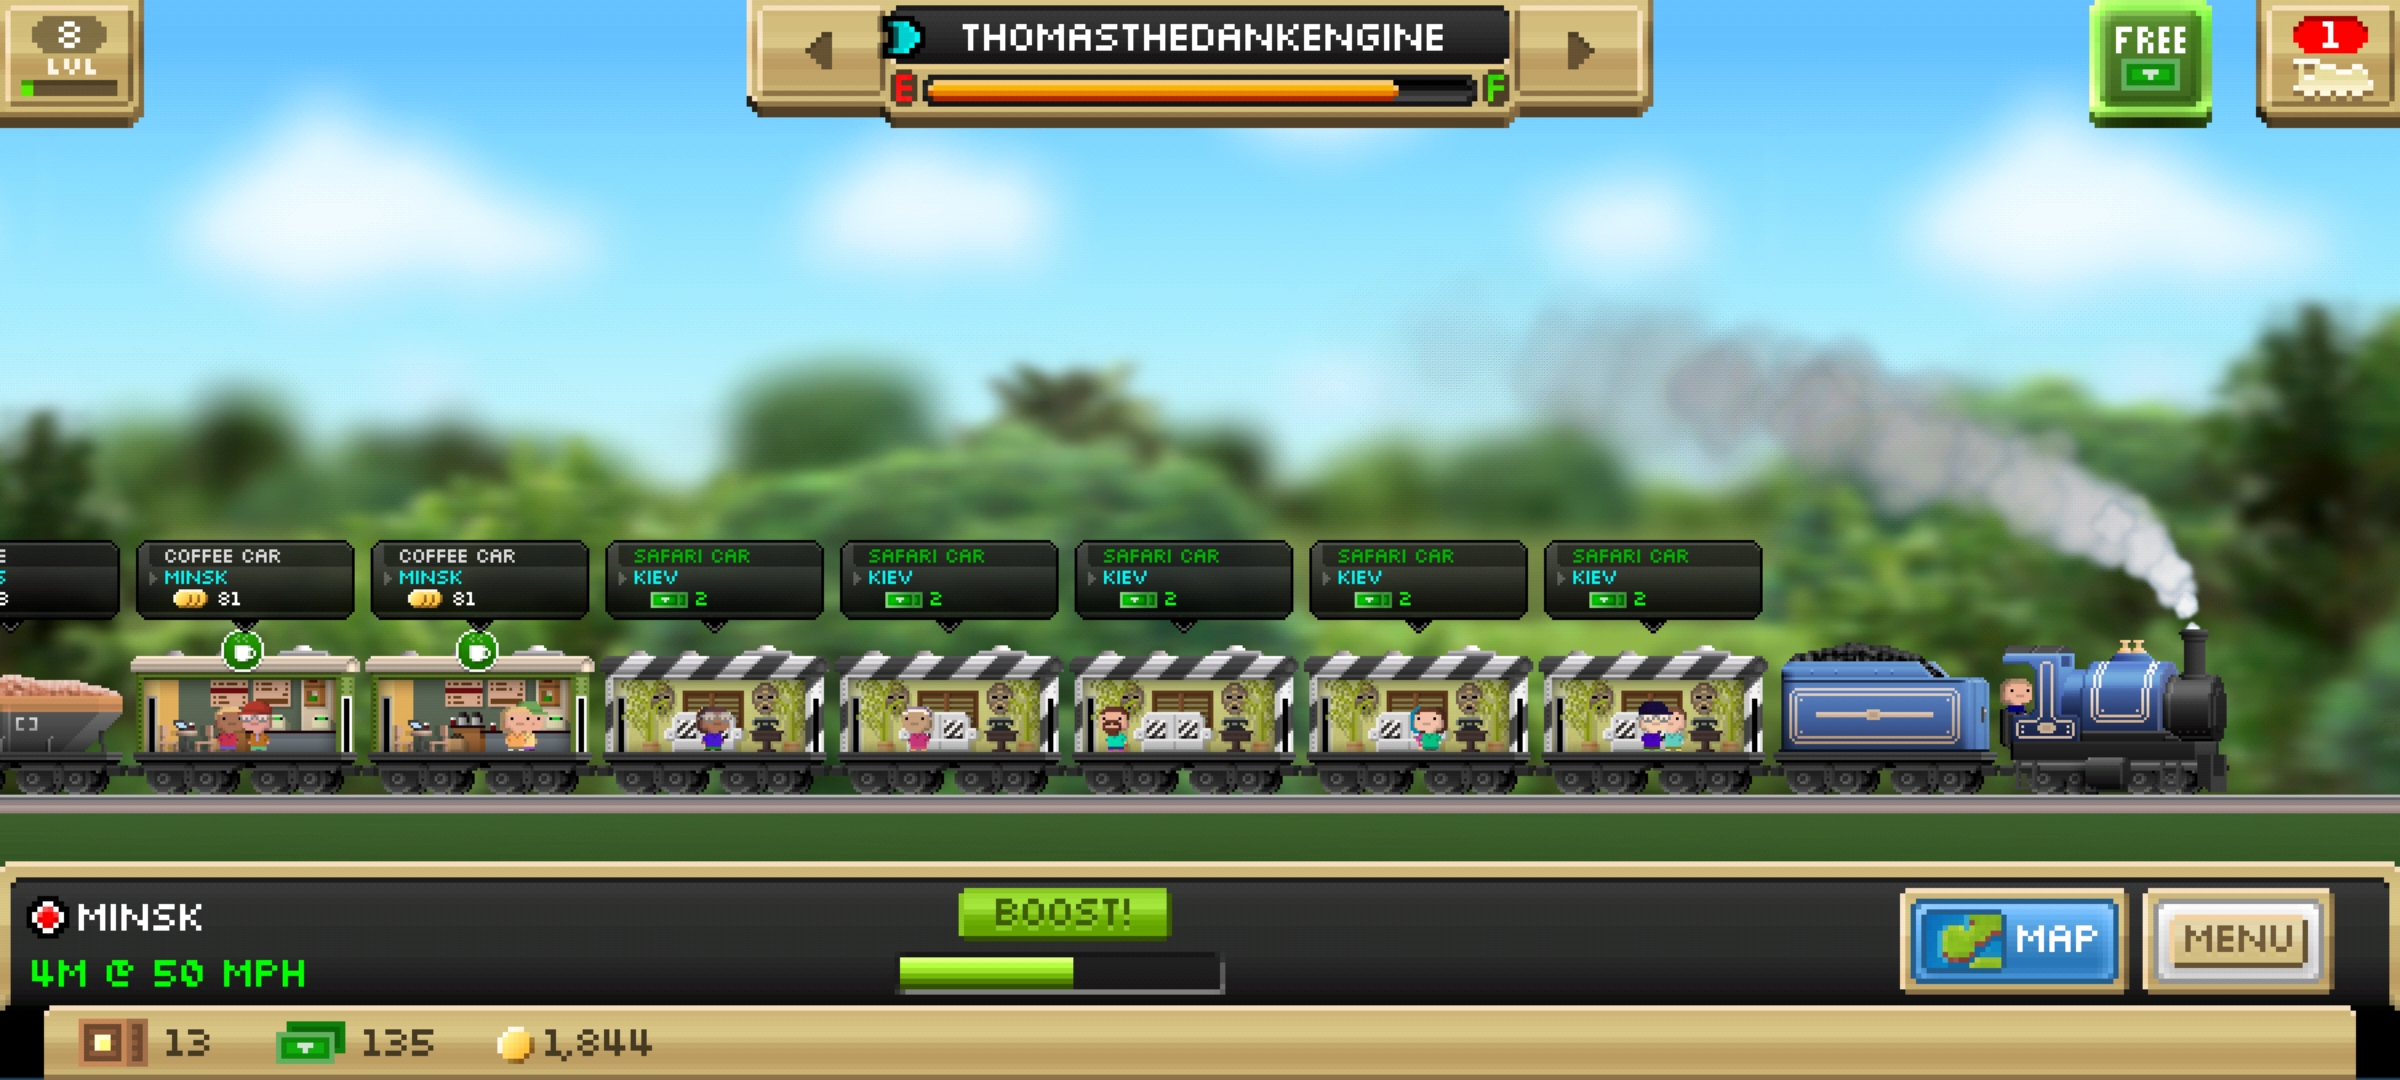 8
LVL
THOMASTHEDANKENGINE
E
F
FREE
1
COFFEE CAR
MINSK
81
COFFEE CAR
MINSK
81
SAFARI CAR
KIEV
2
SAFARI CAR
KIEV
2
SAFARI CAR
KIEV
2
SAFARI CAR
KIEV
2
SAFARI CAR
KIEV
2
MINSK
4M @ 50 MPH
BOOST!
MAP
MENU
13
135
1,844